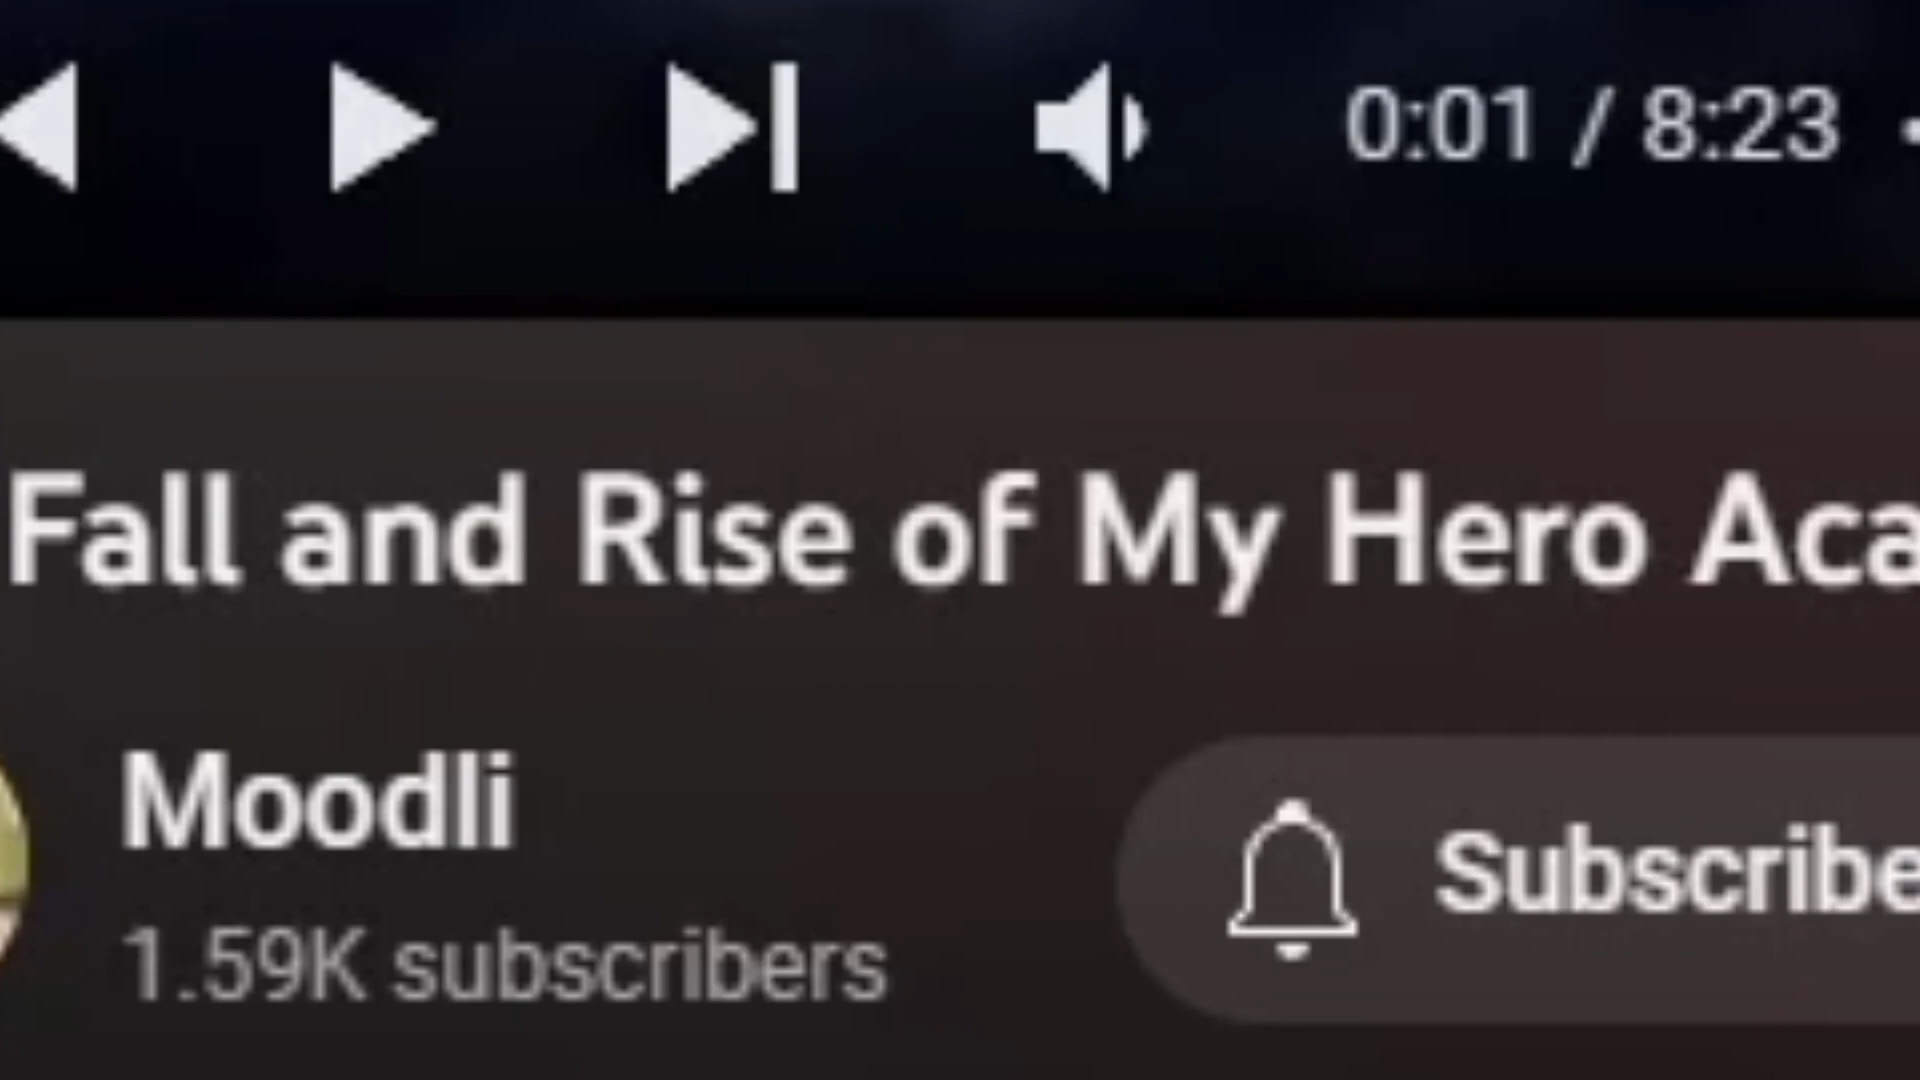 0:01 / 8:23
Fall and Rise of My Hero Aca
Moodli
Subscribe
1.59K subscribers